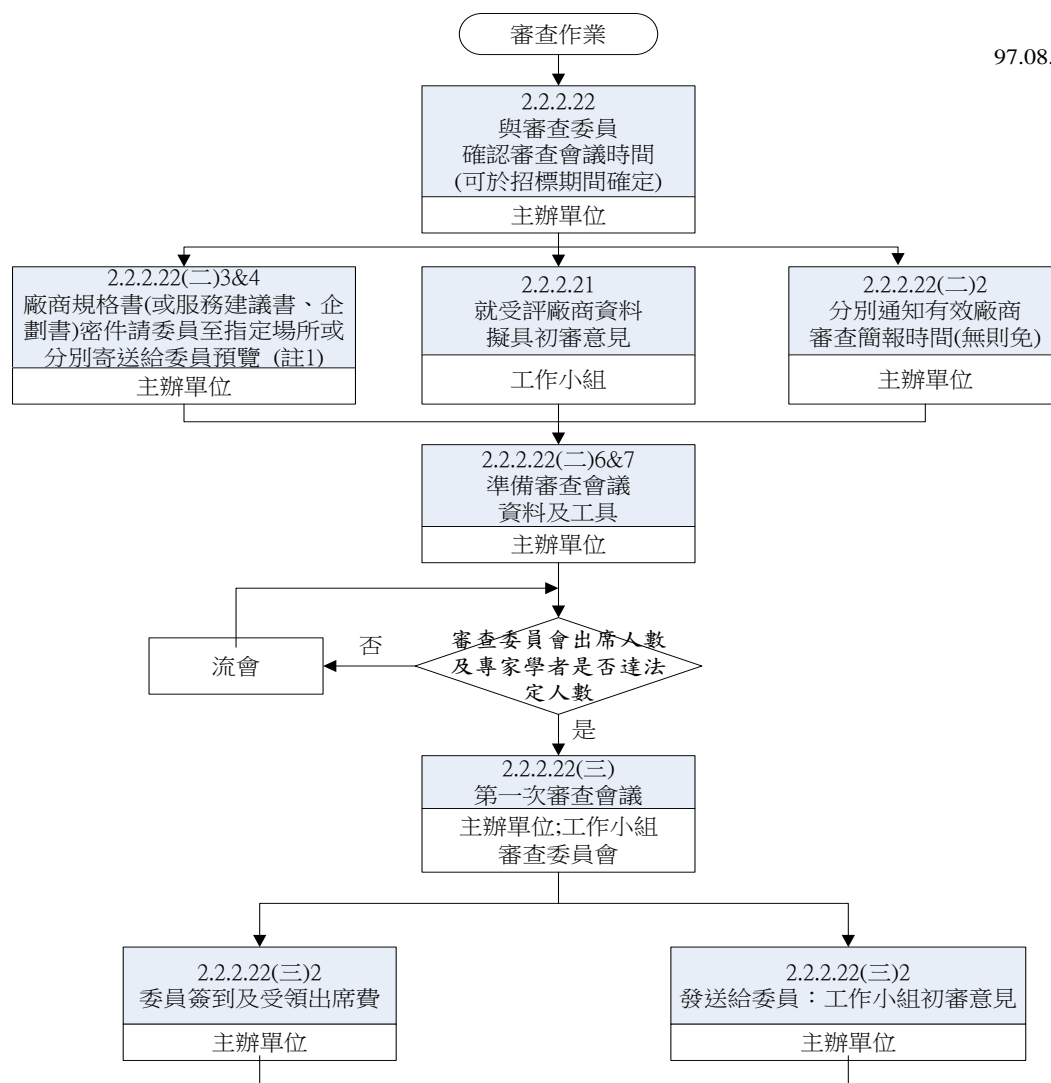 審查作業
97.08.
2.2.2.22
與審查委員
確認審查會議時間
(可於招標期間確定)
主辦單位
2.2.2.22(二)3&4
廠商規格書(或服務建議書、企
劃書)密件請委員至指定場所或
分別寄送給委員預覽 (註1)
主辦單位
2.2.2.21
就受評廠商資料
擬具初審意見
工作小組
2.2.2.22(二)2
分別通知有效廠商
審查簡報時間(無則免)
主辦單位
2.2.2.22(二)6&7
準備審查會議
資料及工具
主辦單位
審查委員會出席人數
及專家學者是否達法
定人數
否
流會
是
2.2.2.22(三)
第一次審查會議
主辦單位;工作小組
審查委員會
2.2.2.22(三)2
委員簽到及受領出席費
主辦單位
2.2.2.22(三)2
發送給委員：工作小組初審意見
主辦單位